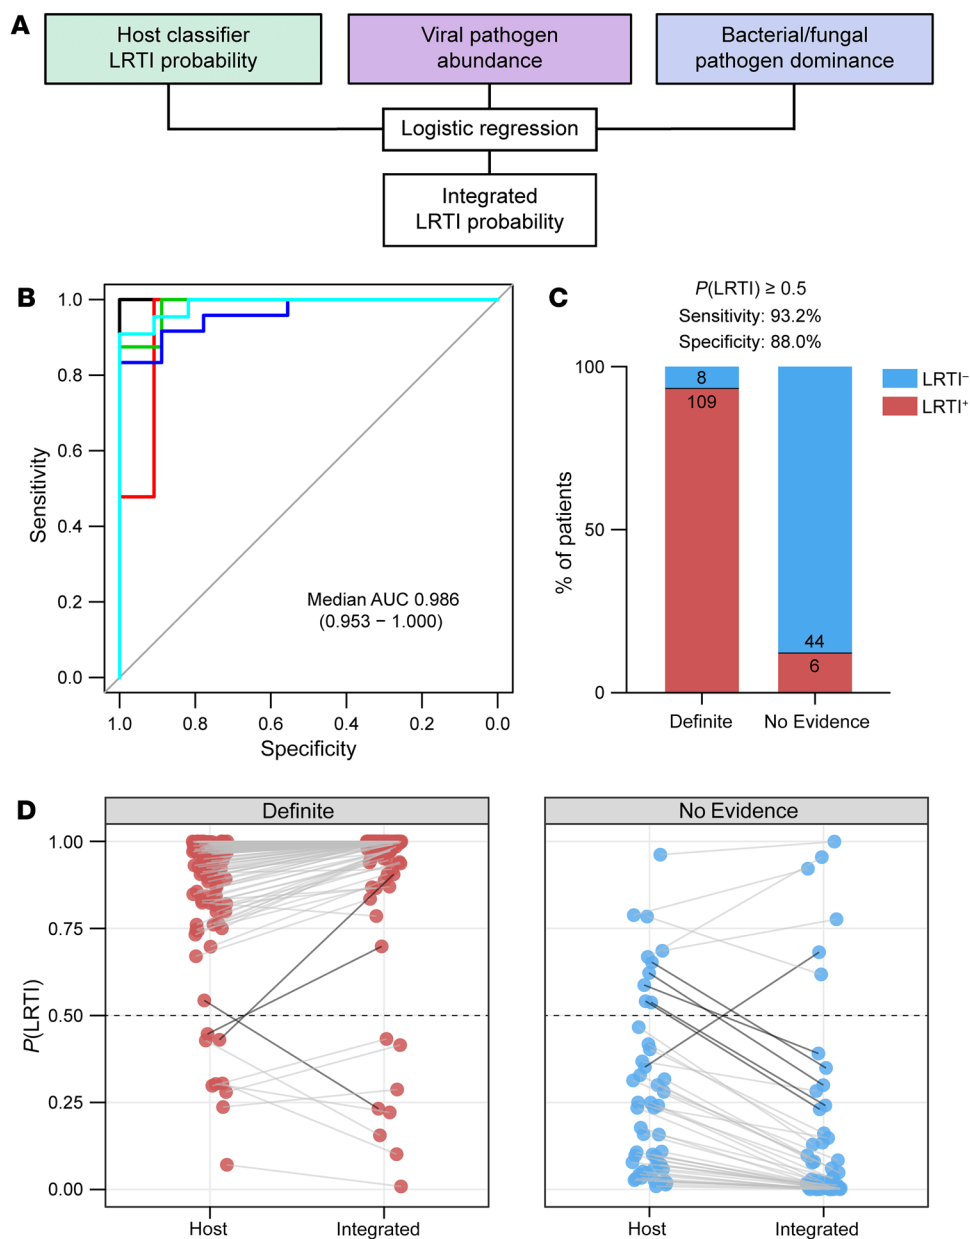 A
Host classifier
LRTI probability
Viral pathogen
abundance
Bacterial/fungal
pathogen dominance
Logistic regression
Integrated
LRTI probability
B
1.0
0.8
0.6
0.4
0.2
0.0
Sensitivity
Median AUC 0.986
(0.953 – 1.000)
1.0
0.8
0.6
0.4
0.2
0.0
Specificity
C
P(LRTI) ≥ 0.5
Sensitivity: 93.2%
Specificity: 88.0%
100
50
0
% of patients
8
109
44
6
Definite
No Evidence
LRTI⁻
LRTI⁺
D
Definite
No Evidence
1.00
0.75
0.50
0.25
0.00
P(LRTI)
Host
Integrated
Host
Integrated